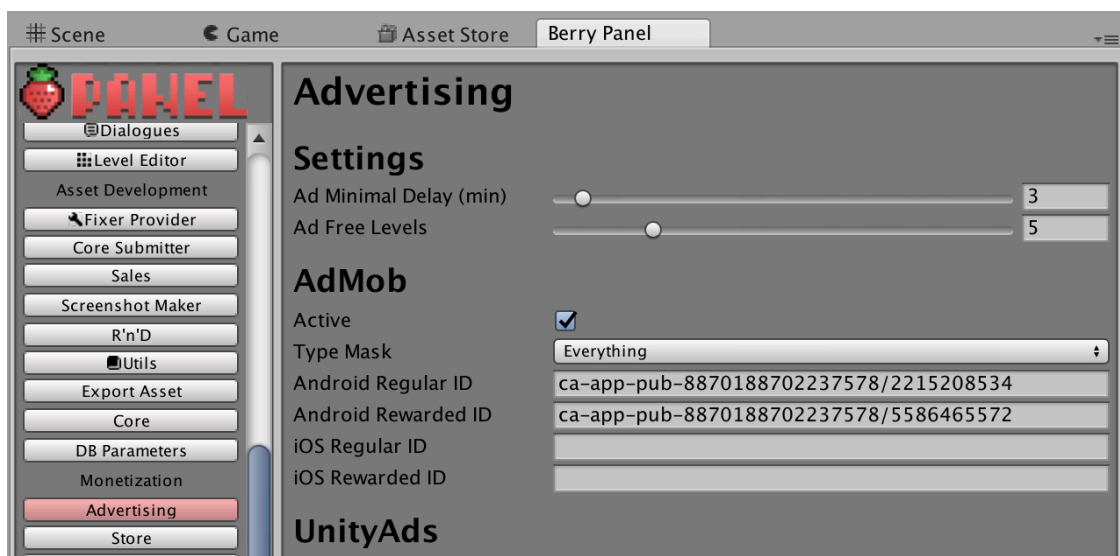 Scene Game Asset Store Berry Panel
PANEL
Dialogues
Level Editor
Asset Development
Fixer Provider
Core Submitter
Sales
Screenshot Maker
R'n'D
Utils
Export Asset
Core
DB Parameters
Monetization
Advertising
Store
Advertising
Settings
Ad Minimal Delay (min) 3
Ad Free Levels 5
AdMob
Active
Type Mask Everything
Android Regular ID ca-app-pub-8870188702237578/2215208534
Android Rewarded ID ca-app-pub-8870188702237578/5586465572
iOS Regular ID
iOS Rewarded ID
UnityAds